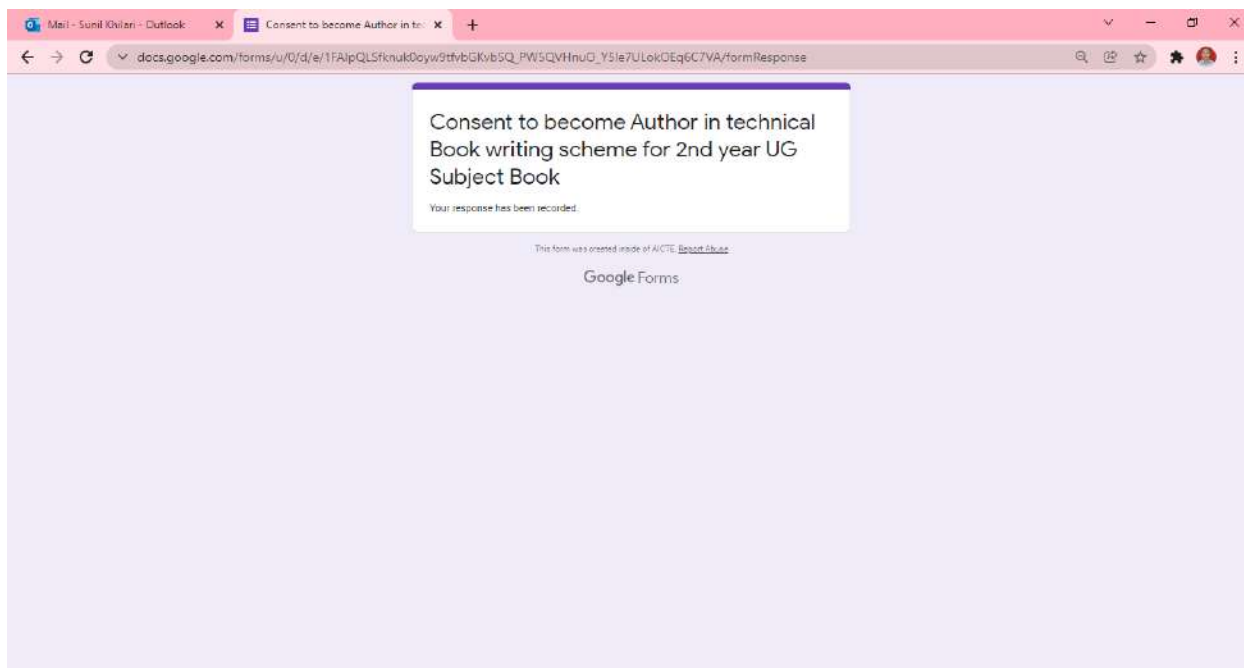 Mail - Sunil Khilari - Outlook
Consent to become Author in te
docs.google.com/forms/u/0/d/e/
Consent to become Author in technical
Book writing scheme for 2nd year UG
Subject Book
Your response has been recorded.
This form was created inside of AICTE. Report Abuse
Google Forms